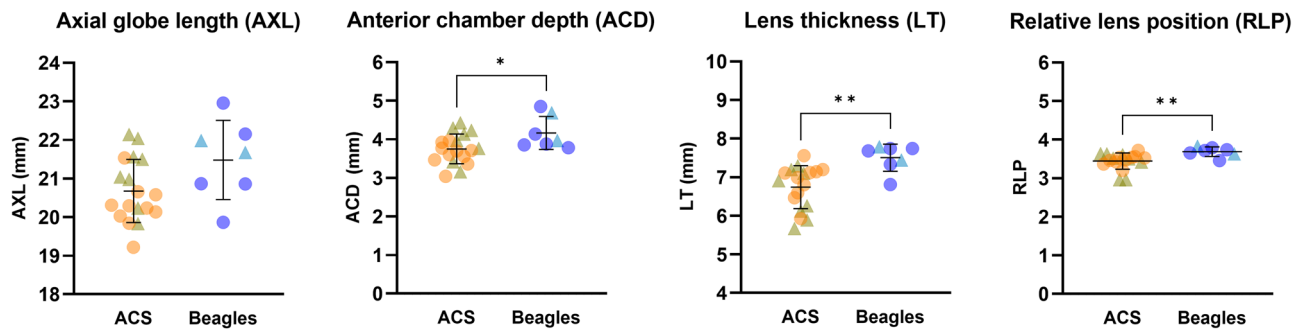 Axial globe length (AXL)
AXL (mm)
24
23
22
21
20
19
18
ACS Beagles
Anterior chamber depth (ACD)
ACD (mm)
6
5
4
3
2
1
0
*
ACS Beagles
Lens thickness (LT)
LT (mm)
10
9
8
7
6
5
4
**
ACS Beagles
Relative lens position (RLP)
RLP
6
5
4
3
2
1
0
**
ACS Beagles